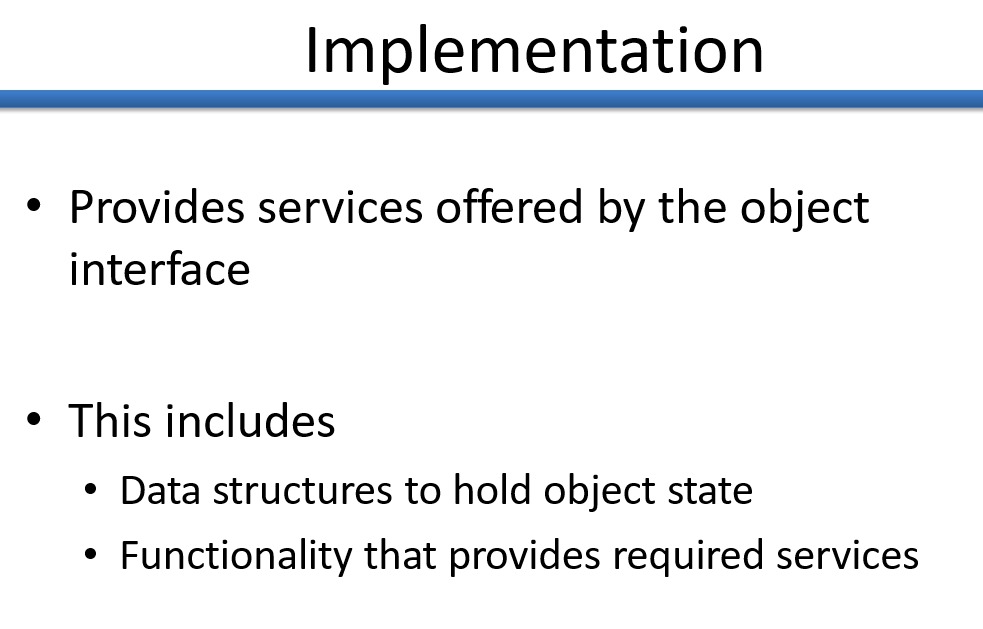 Implementation
• Provides services offered by the object
interface
• This includes
• Data structures to hold object state
• Functionality that provides required services